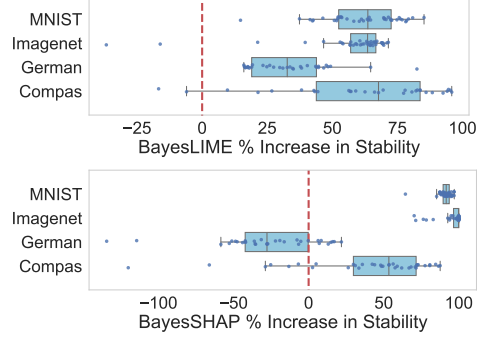 MNIST
Imagenet
German
Compas
−25 0 25 50 75 100
BayesLIME % Increase in Stability
MNIST
Imagenet
German
Compas
−100 −50 0 50 100
BayesSHAP % Increase in Stability